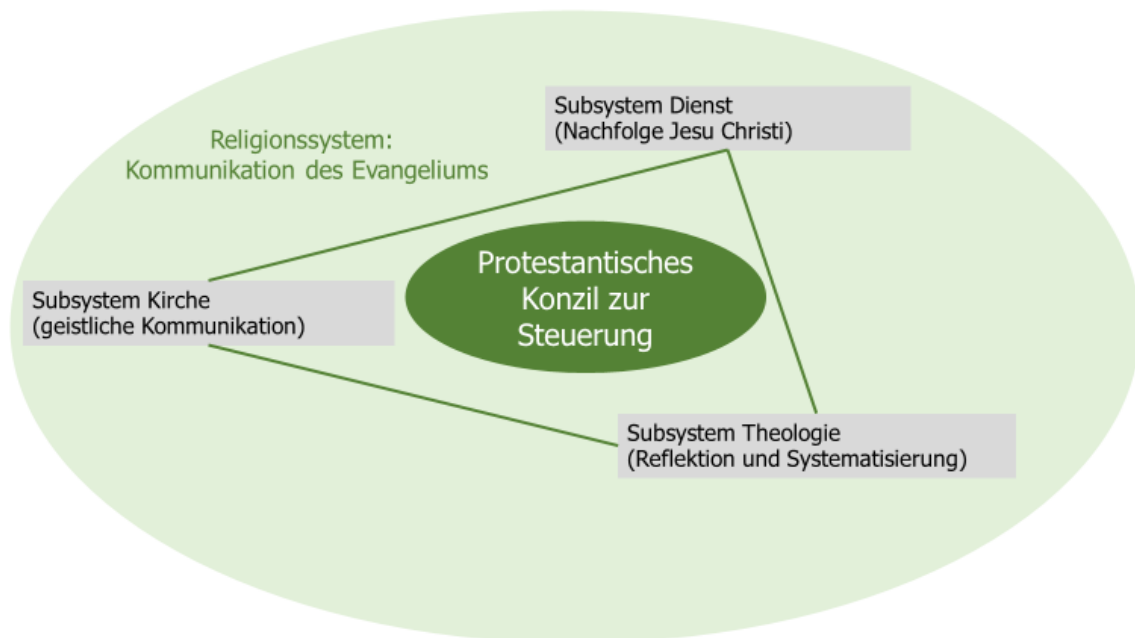 Subsystem Dienst
(Nachfolge Jesu Christi)
Religionssystem:
Kommunikation des Evangeliums
Protestantisches
Konzil zur
Steuerung
Subsystem Kirche
(geistliche Kommunikation)
Subsystem Theologie
(Reflektion und Systematisierung)